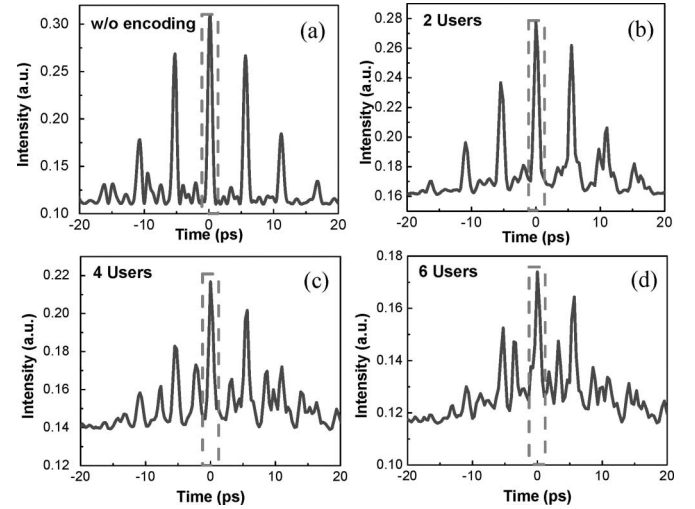 w/o encoding
(a)
0.30
0.25
0.20
0.15
0.10
Intensity (a.u.)
-20
-10
0
10
20
Time (ps)
2 Users
(b)
0.28
0.26
0.24
0.22
0.20
0.18
0.16
Intensity (a.u.)
-20
-10
0
10
20
Time (ps)
4 Users
(c)
0.22
0.20
0.18
0.16
0.14
0.12
Intensity (a.u.)
-20
-10
0
10
20
Time (ps)
6 Users
(d)
0.18
0.16
0.14
0.12
0.10
Intensity (a.u.)
-20
-10
0
10
20
Time (ps)